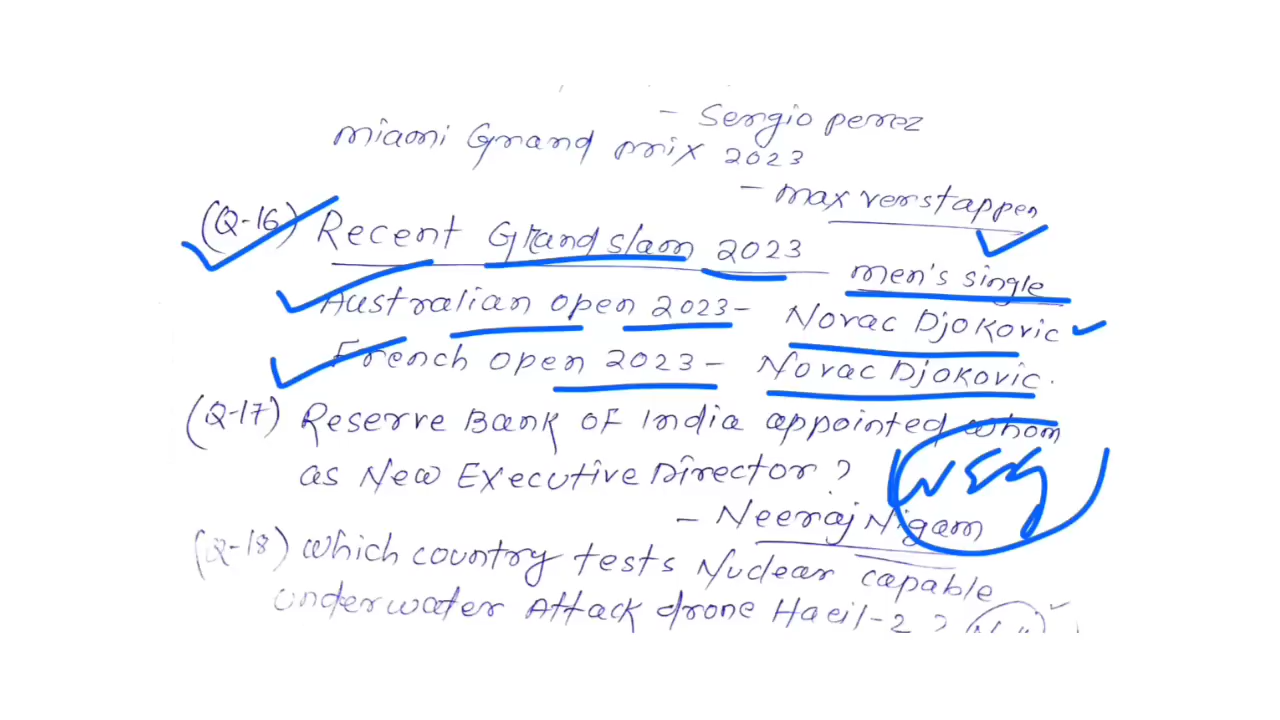 - Sergio perez
Miami Grand prix 2023
- max verstappen
(Q-16) Recent Grandslam 2023
men's single
Australian open 2023 - Novac Djokovic
French open 2023 - Novac Djokovic.
(Q-17) Reserve Bank of India appointed whom
as New Executive Director ?
- Neeraj Nigam
(Q-18) which country tests Nuclear capable
underwater Attack drone Haeil-2 ?